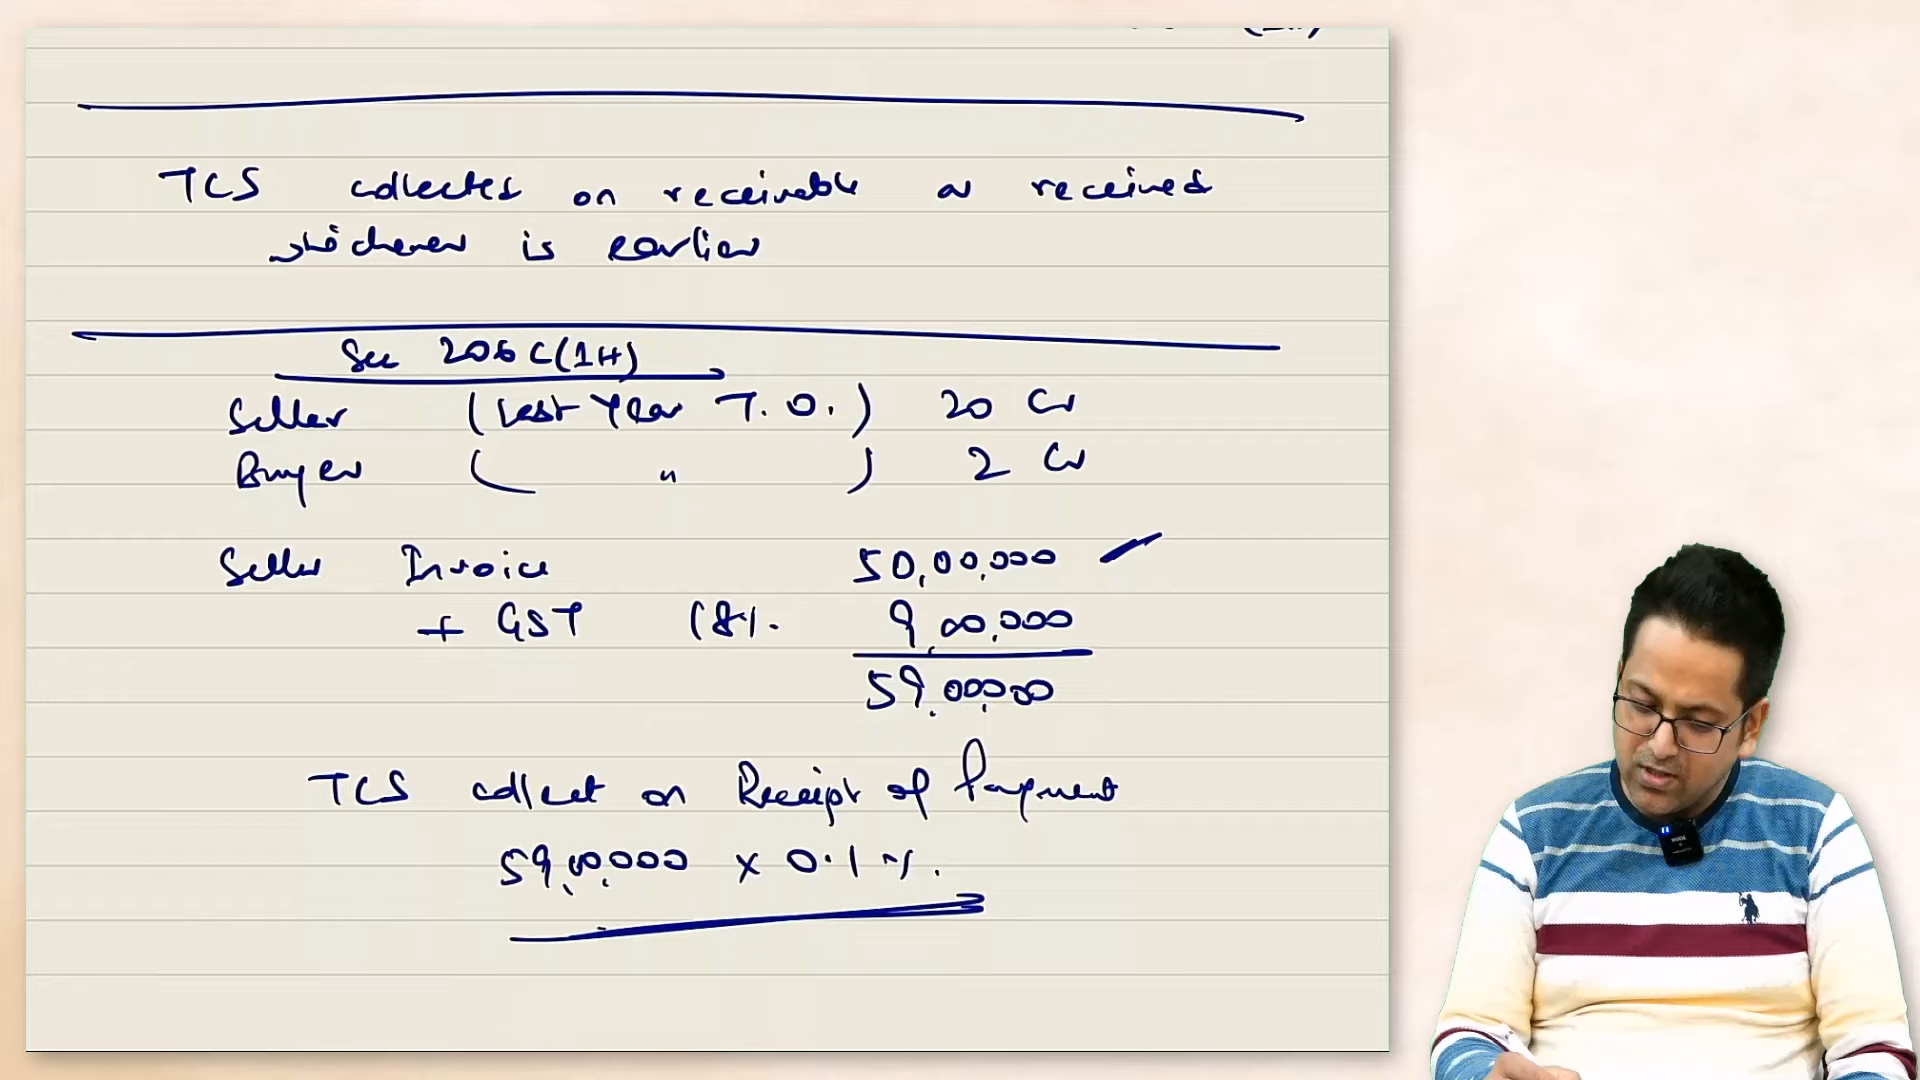 TCS collected on receivable or received
whichever is earlier
Sec 206C(1H)
Seller (Last Year T.O.) 20 Cr
Buyer ( " ) 2 Cr
Seller Invoice 50,00,000
+ GST 18%. 9,00,000
59,00,000
TCS collect on Receipt of Payment
59,00,000 x 0.1%.